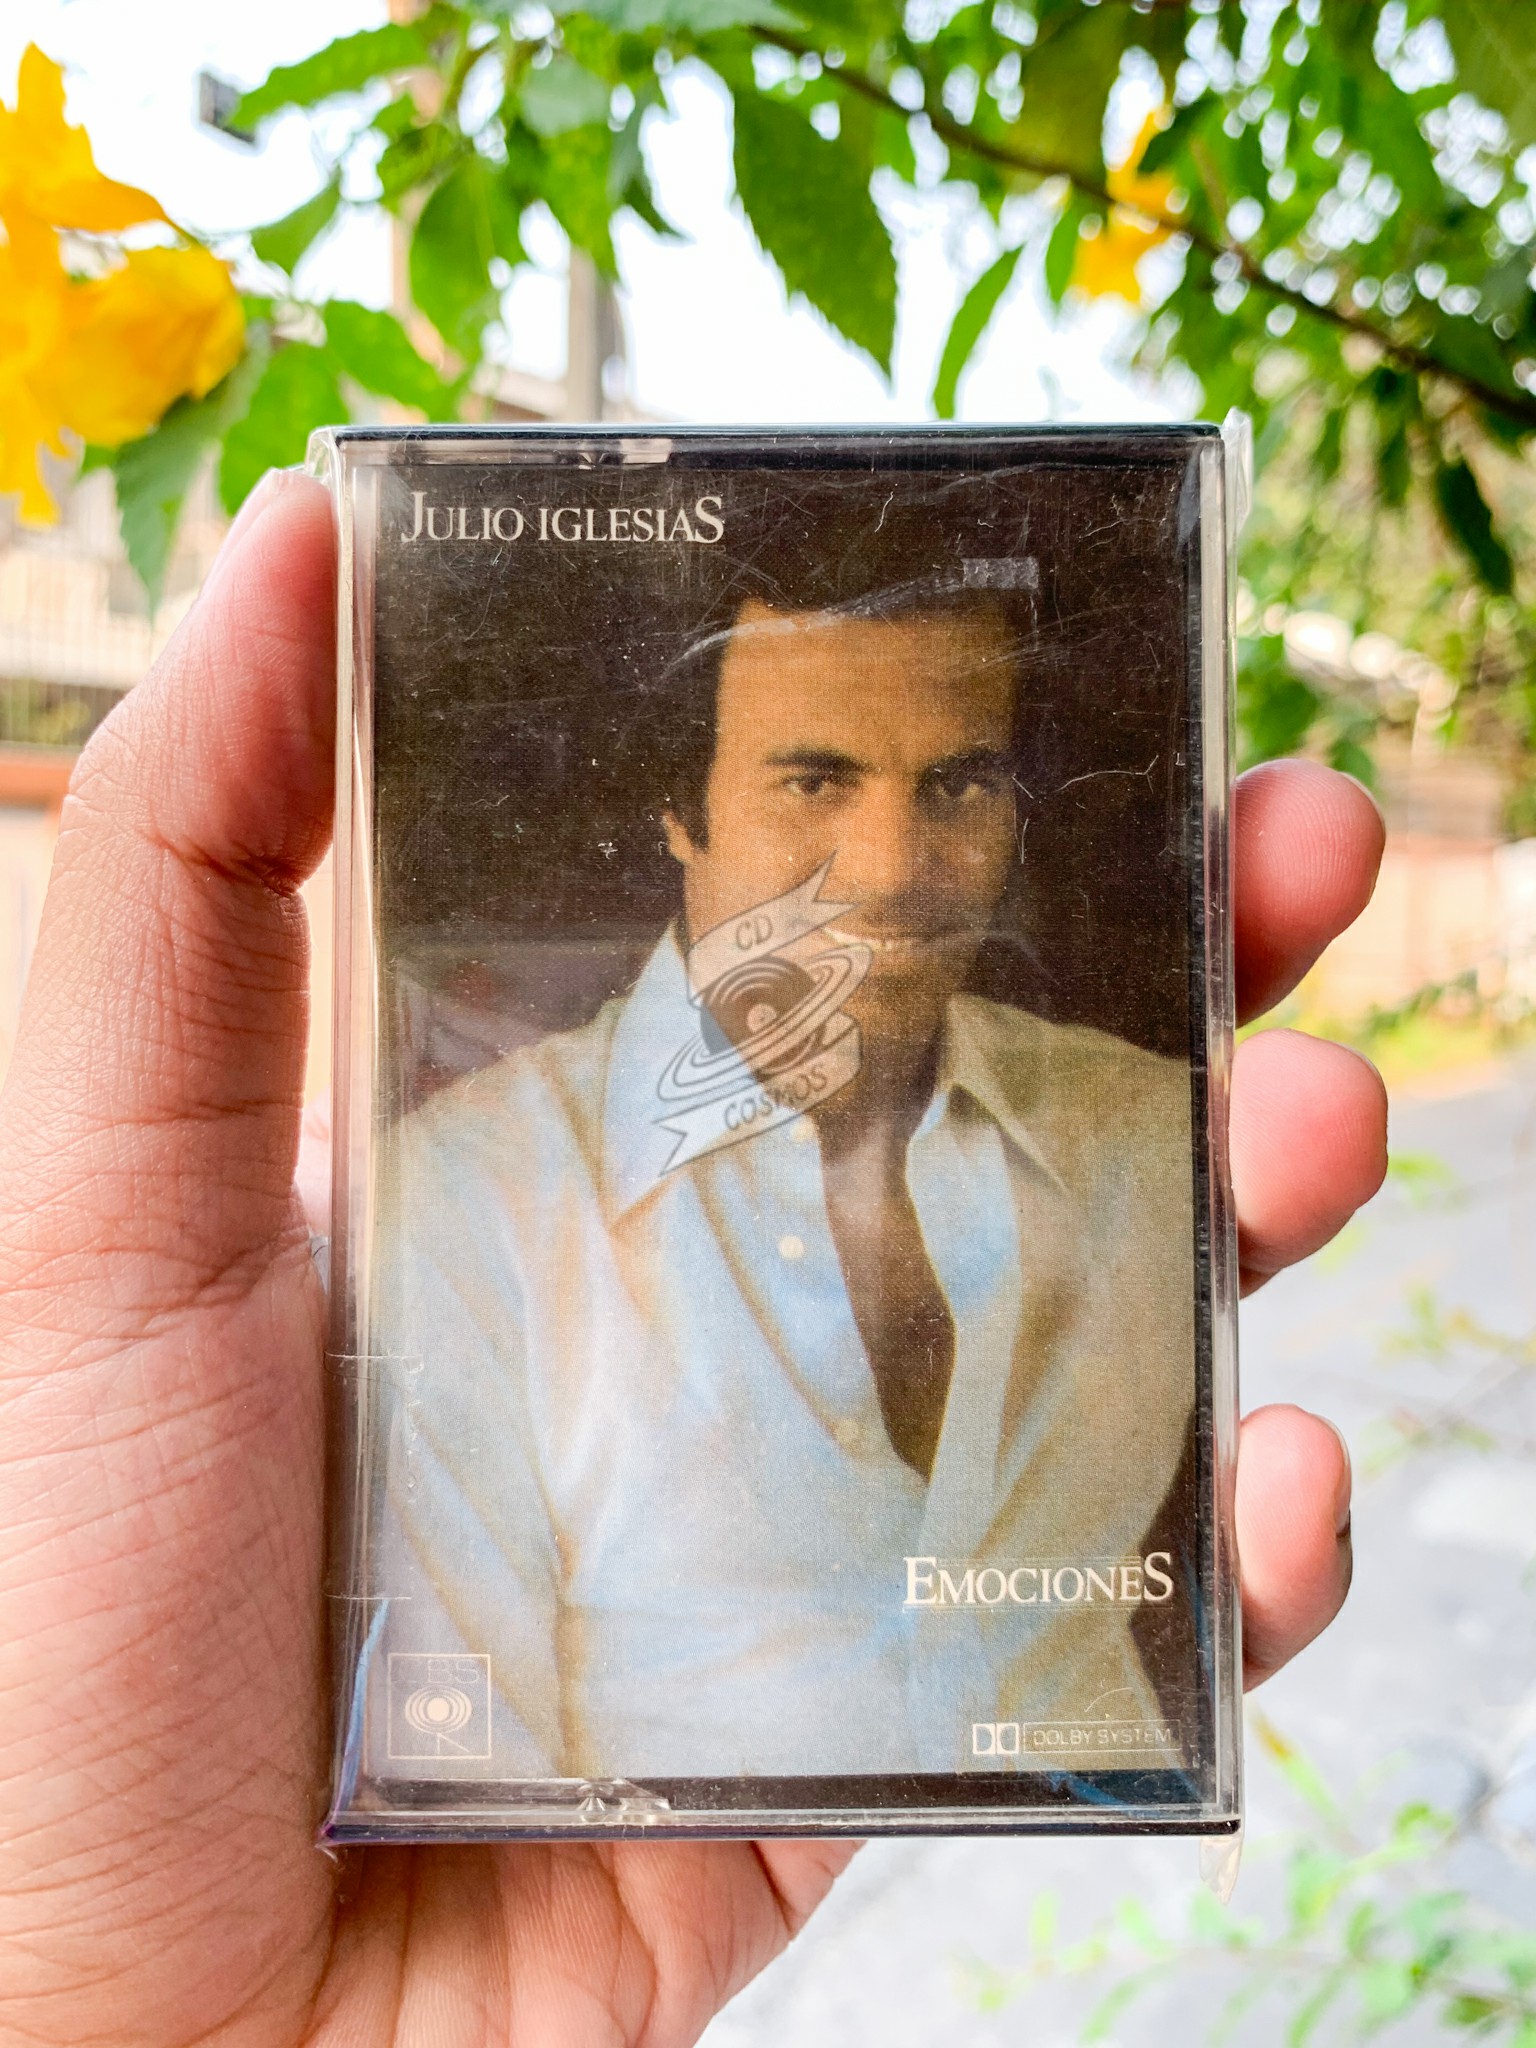 JULIO IGLESIAS
CD
COSMOS
EMOCIONES
CBS
DOLBY SYSTEM